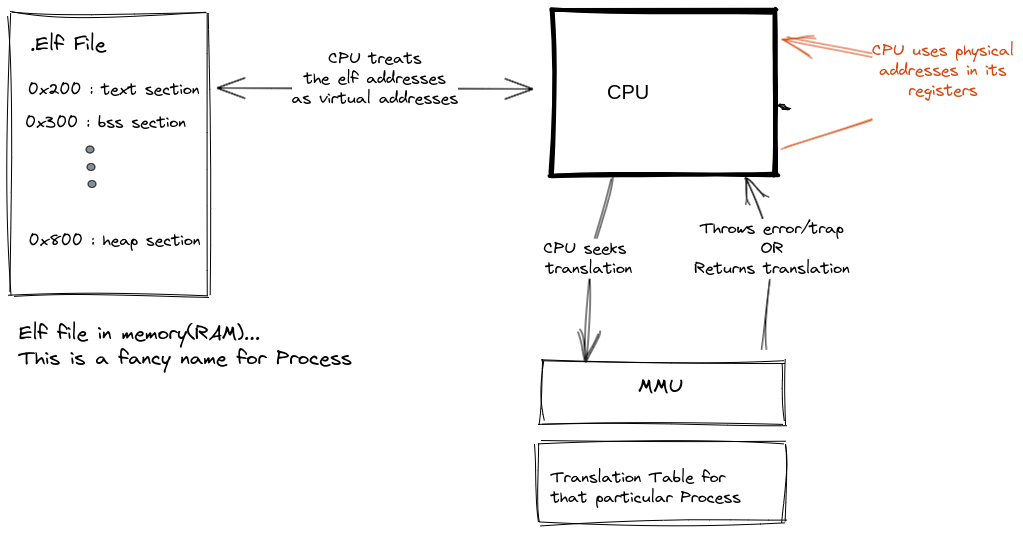 .Elf File
0x200 : text section
0x300 : bss section
0x800 : heap section
Elf file in memory(RAM)...
This is a fancy name for Process
CPU treats
the elf addresses
as virtual addresses
CPU
CPU uses physical
addresses in its
registers
CPU seeks
translation
Throws error/trap
OR
Returns translation
MMU
Translation Table for
that particular Process